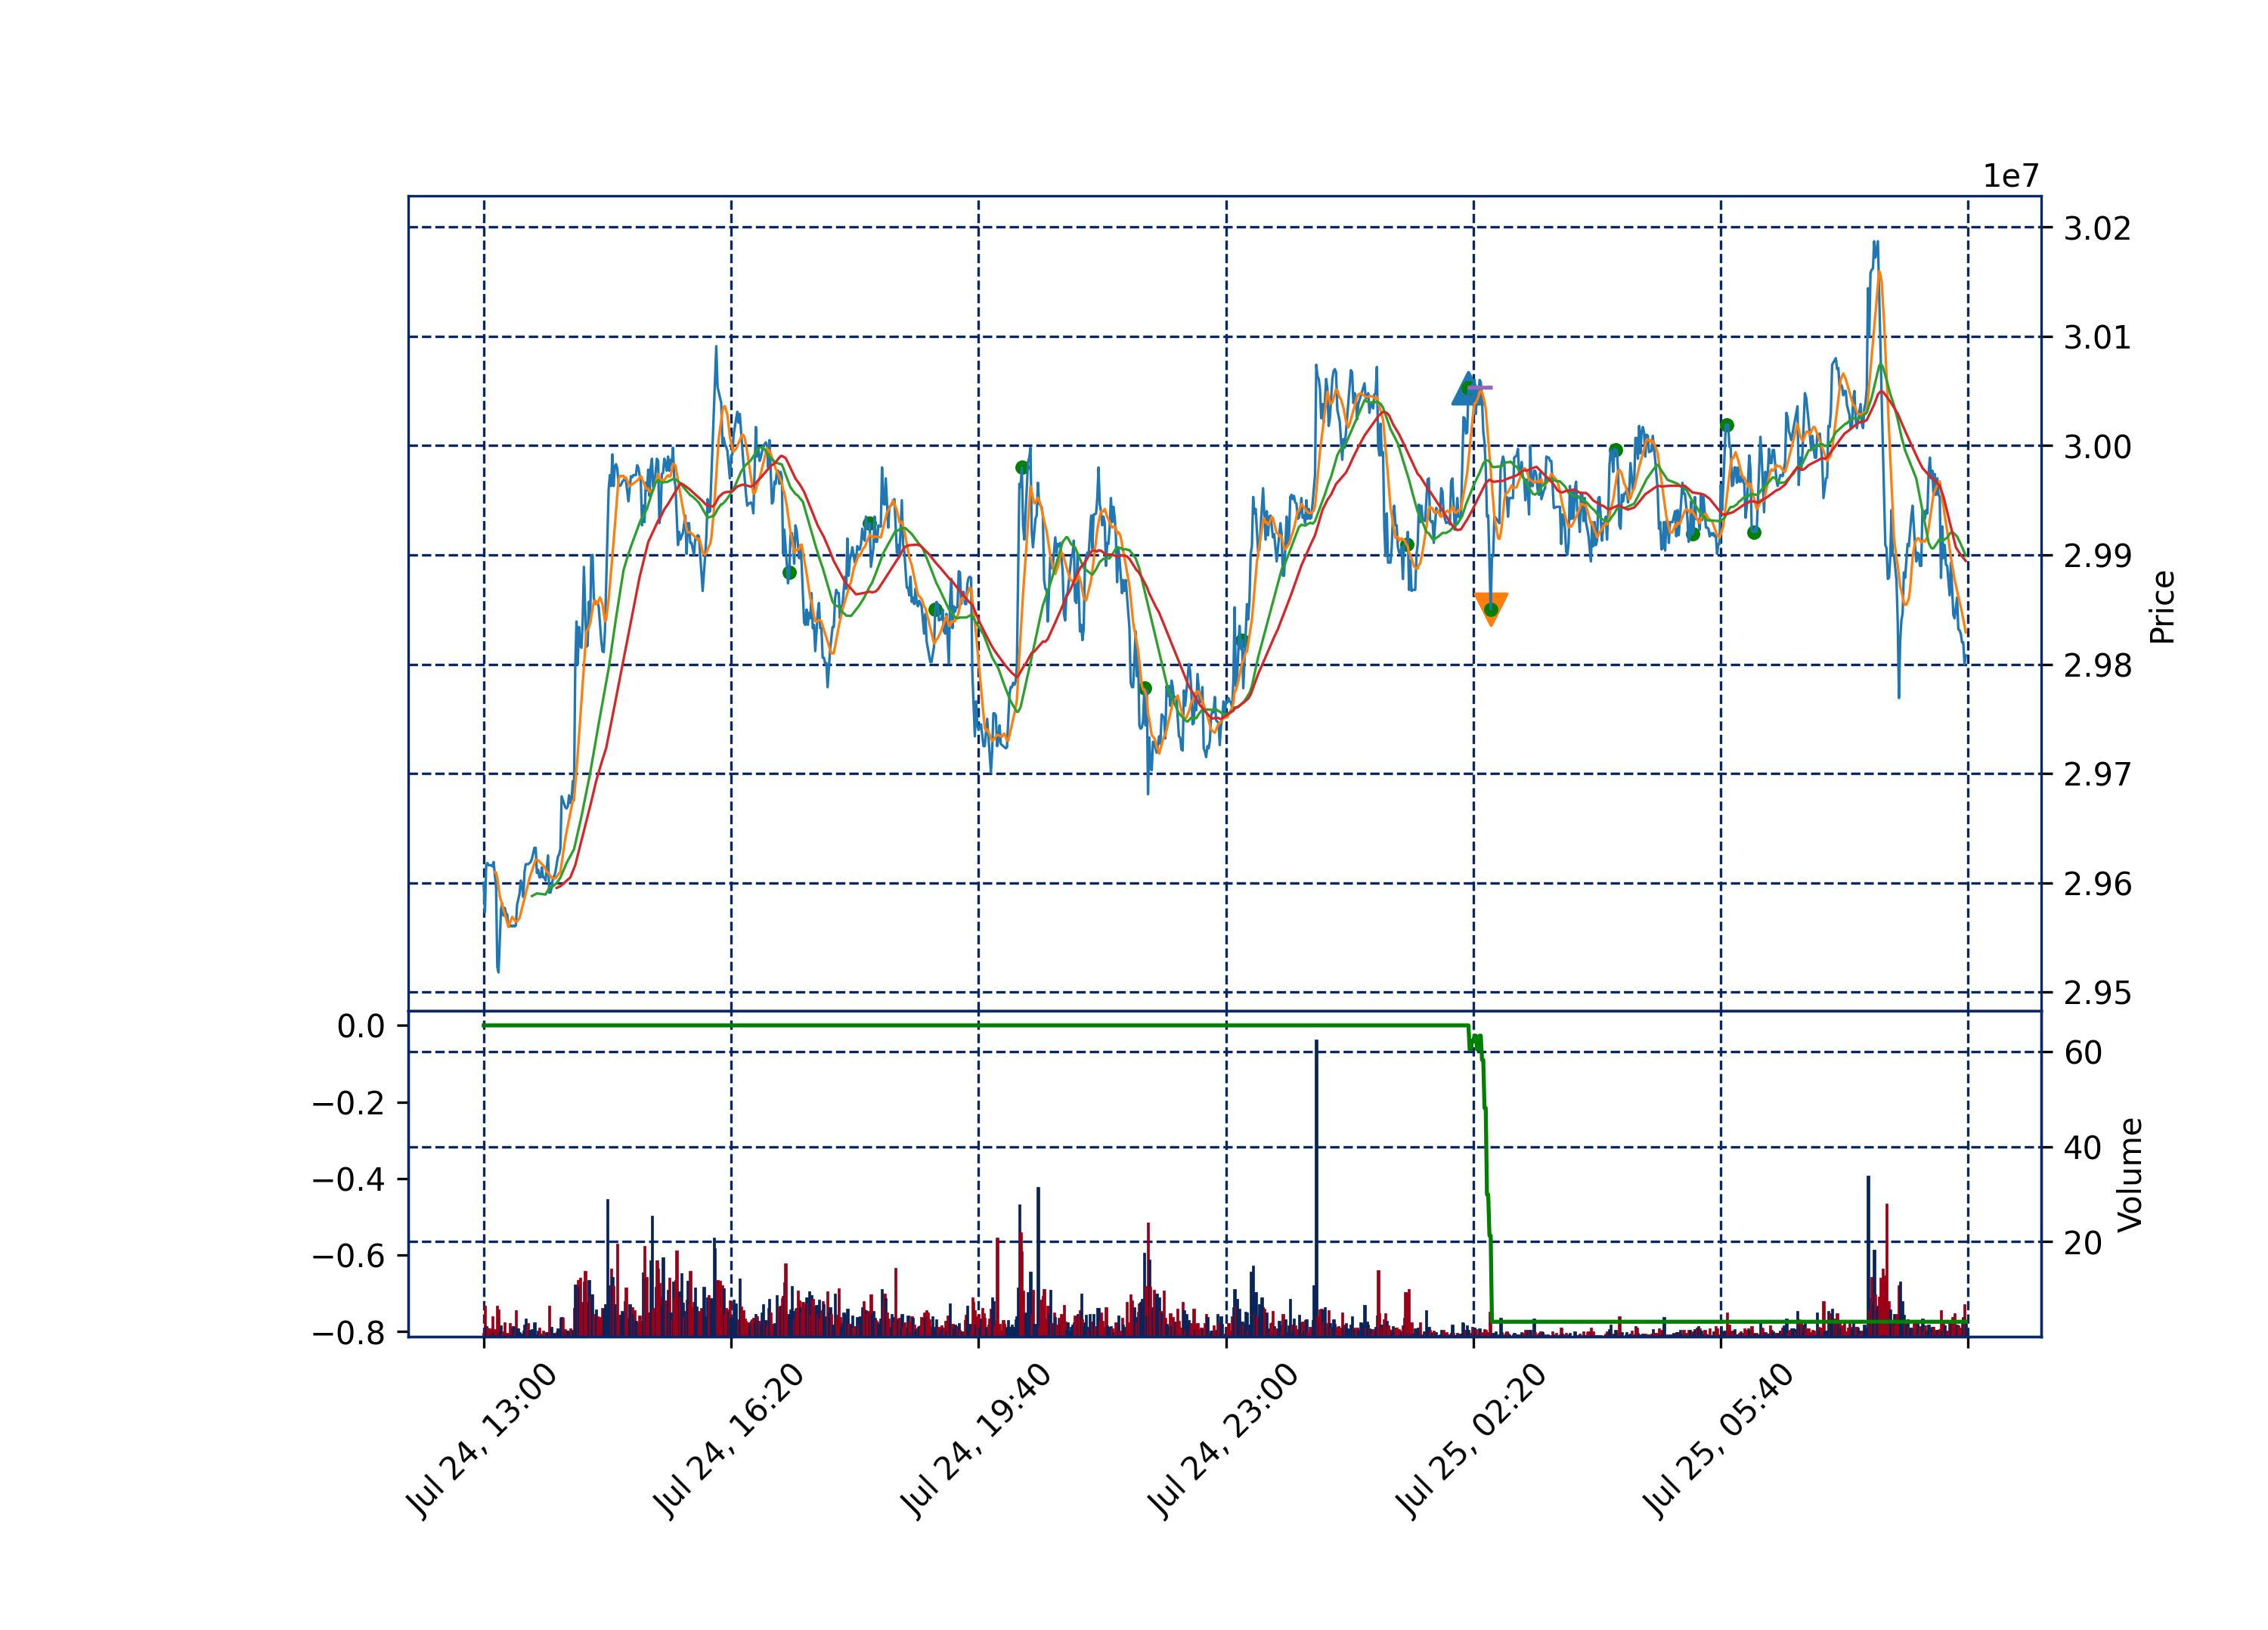 1e7
3.02
3.01
3.00
2.99
2.98
2.97
2.96
2.95
Price
0.0
−0.2
−0.4
−0.6
−0.8
60
40
20
Volume
Jul 24, 13:00
Jul 24, 16:20
Jul 24, 19:40
Jul 24, 23:00
Jul 25, 02:20
Jul 25, 05:40